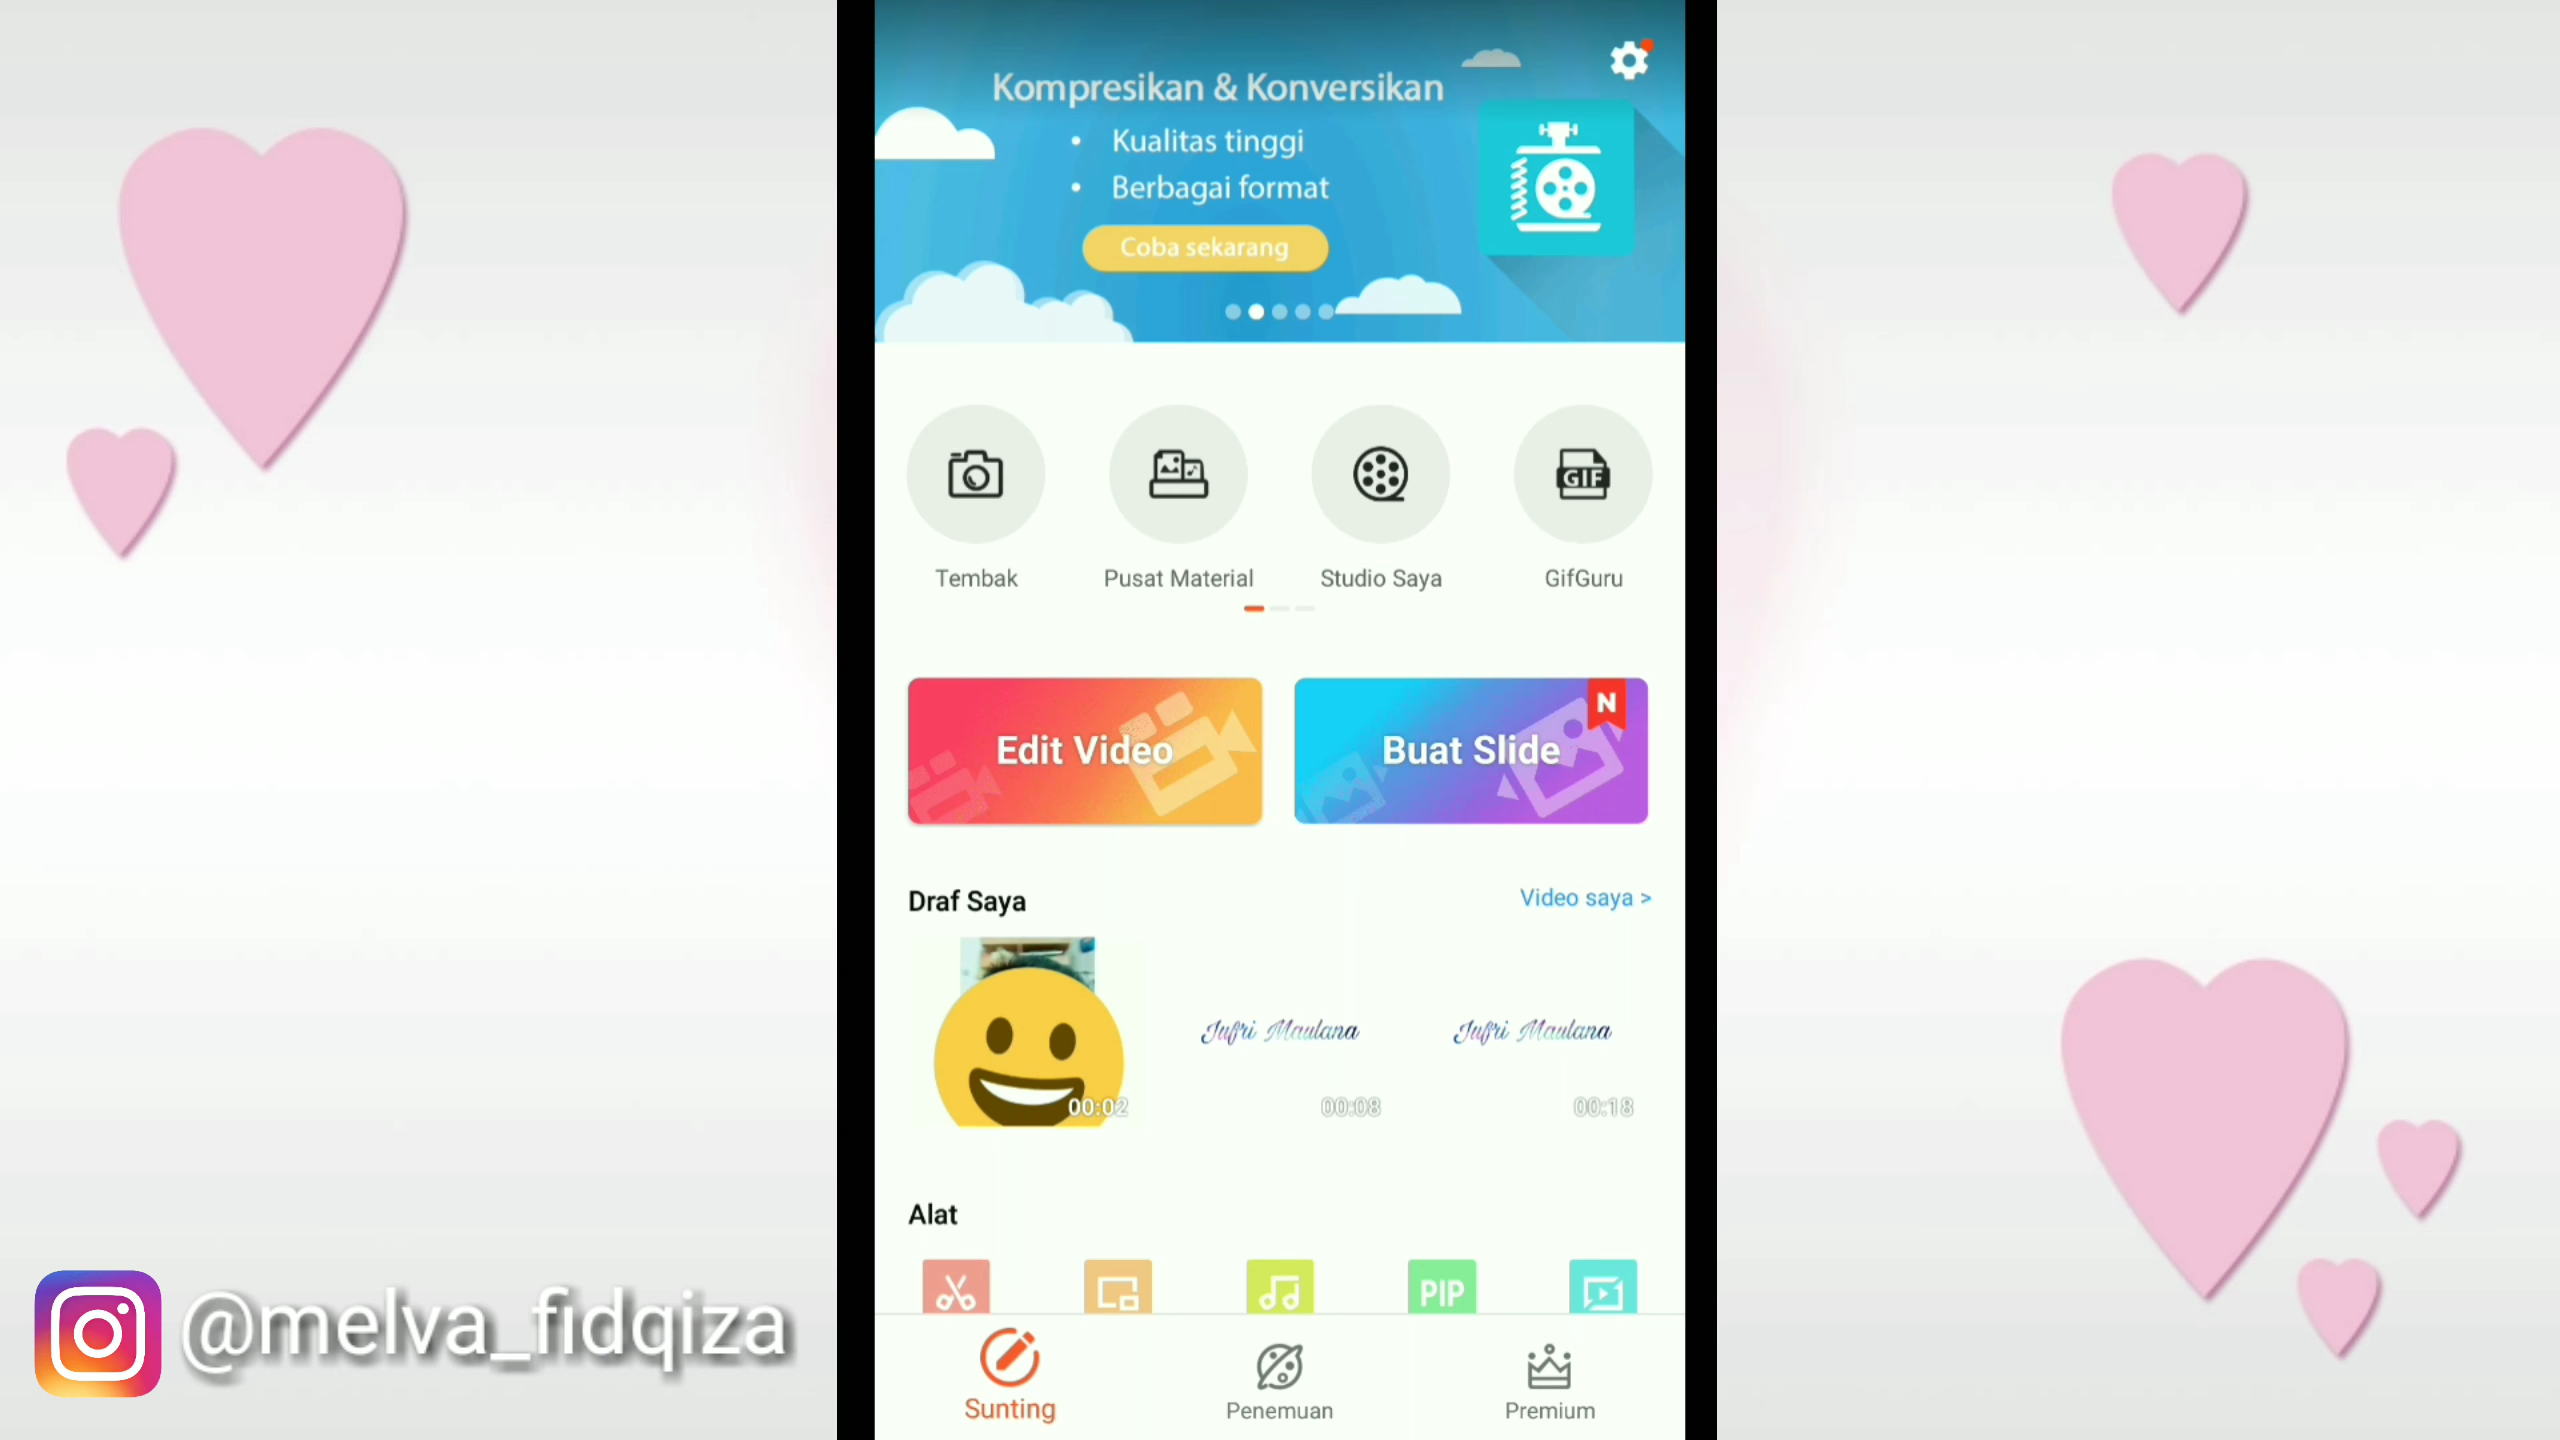 Kompresikan & Konversikan
• Kualitas tinggi
• Berbagai format
Coba sekarang
GIF
Tembak
Pusat Material
Studio Saya
GifGuru
Edit Video
Buat Slide
N
Draf Saya
Video saya >
Jufri Maulana
Jufri Maulana
00:02
00:08
00:18
Alat
PIP
@melva_fidqiza
Sunting
Penemuan
Premium